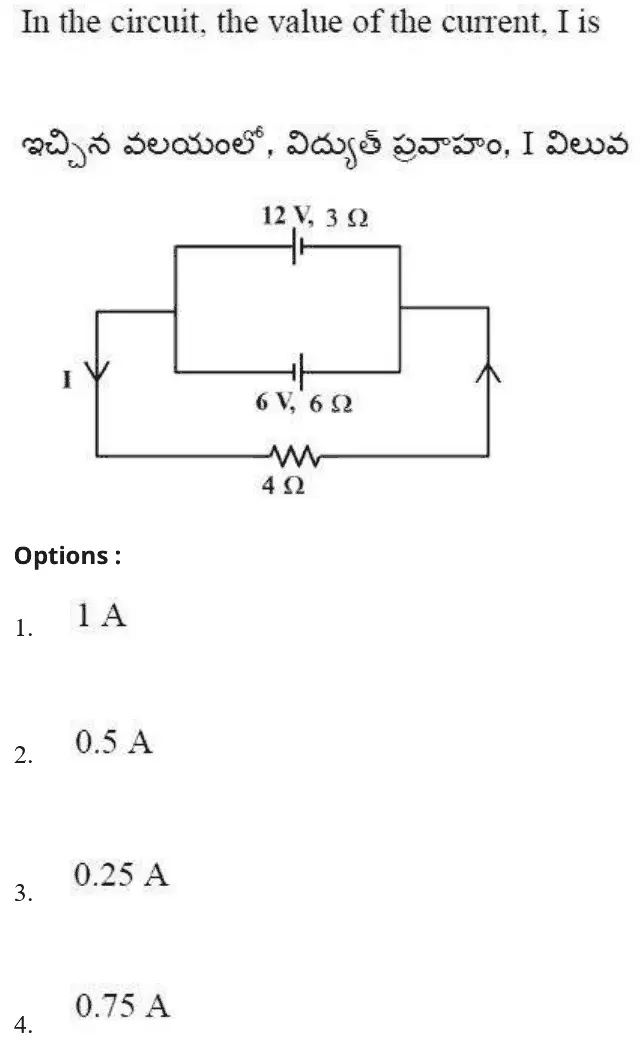 In the circuit, the value of the current, I is
ఇచ్చిన వలయంలో, విద్యుత్ ప్రవాహం, I విలువ
12 V, 3 Ω
I
6 V, 6 Ω
4 Ω
Options :
1. 1 A
2. 0.5 A
3. 0.25 A
4. 0.75 A